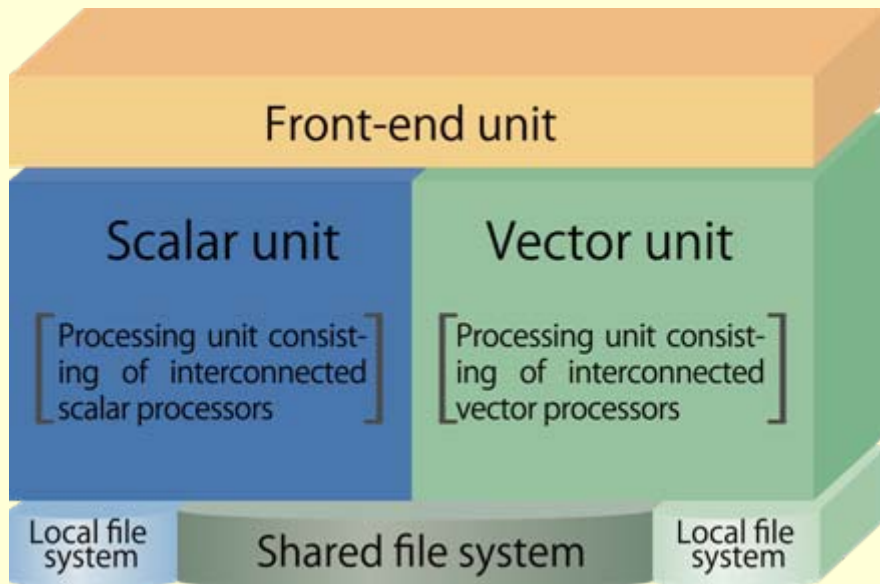 Front-end unit
Scalar unit
Processing unit consist-
ing of interconnected
scalar processors
Vector unit
Processing unit consist-
ing of interconnected
vector processors
Local file
system
Shared file system
Local file
system